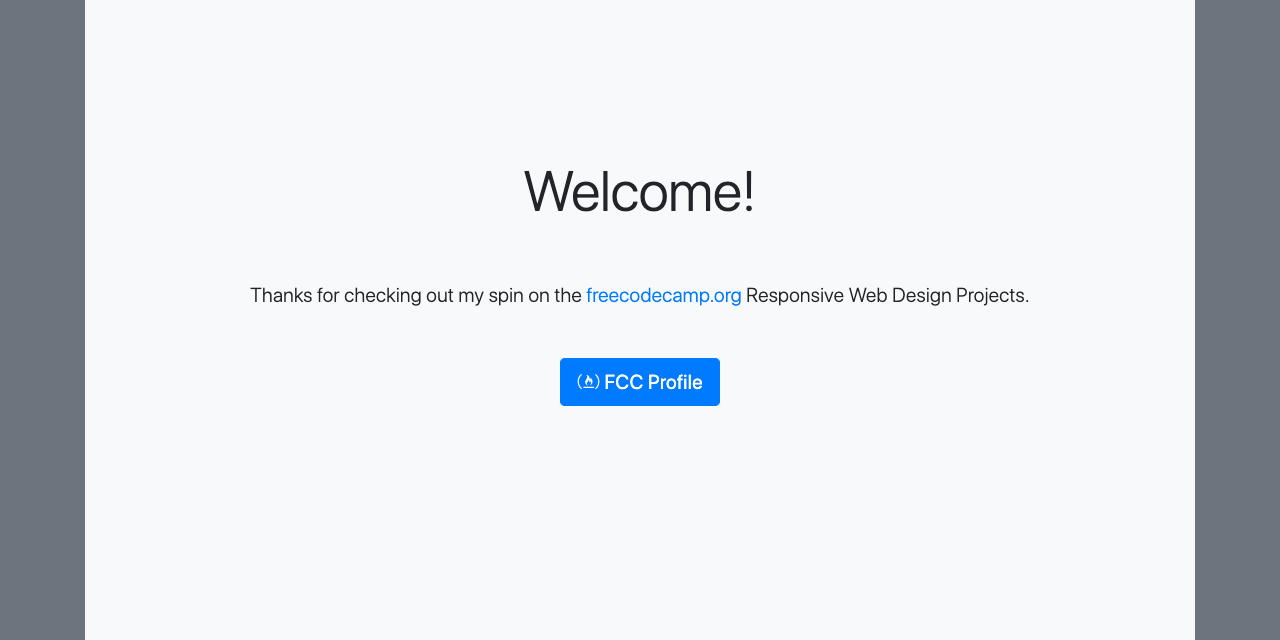 Welcome!
Thanks for checking out my spin on the freecodecamp.org Responsive Web Design Projects.
FCC Profile